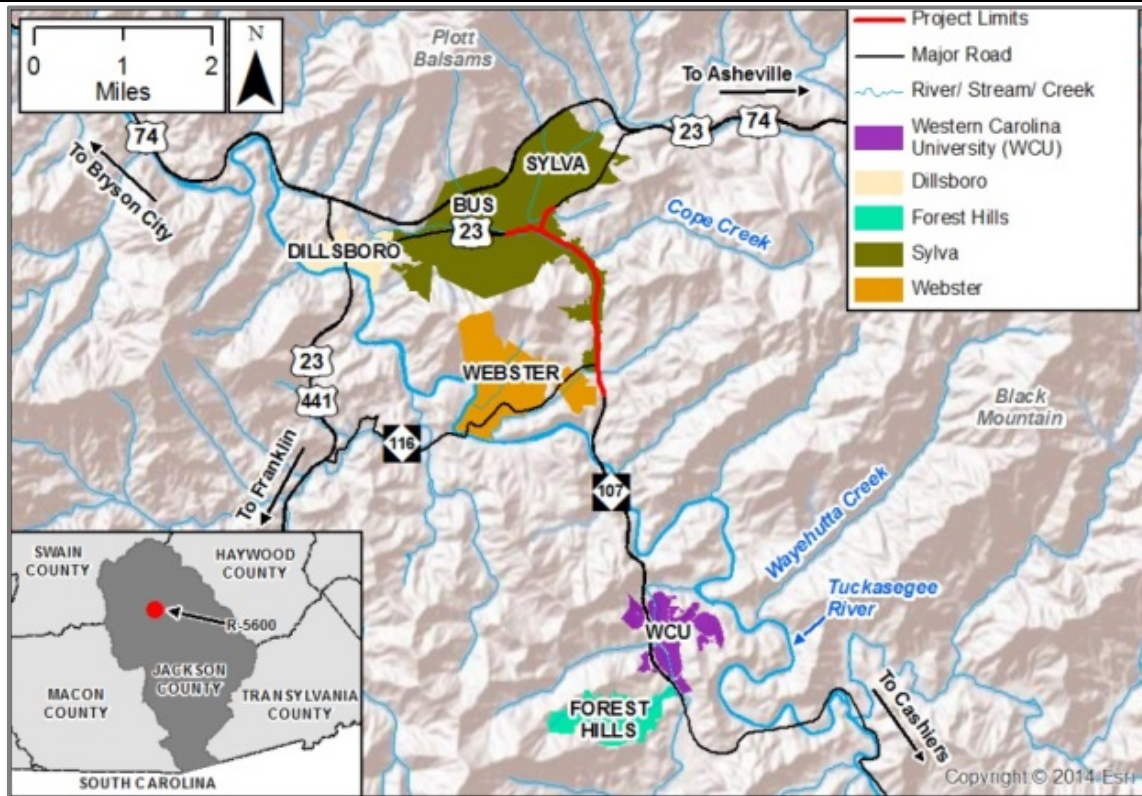 0 1 2
Miles
N
Plott
Balsams
To Asheville
Project Limits
Major Road
River/ Stream/ Creek
Western Carolina
University (WCU)
Dillsboro
Forest Hills
Sylva
Webster
74
To Bryson City
23
74
SYLVA
BUS
23
DILLSBORO
Cope Creek
WEBSTER
23
441
116
To Franklin
107
Black
Mountain
Wayehutta Creek
Tuckasegee
River
WCU
FOREST
HILLS
To Cashiers
SWAIN
COUNTY
HAYWOOD
COUNTY
R-5600
JACKSON
COUNTY
MACON
COUNTY
TRANSYLVANIA
COUNTY
SOUTH CAROLINA
Copyright © 2014 Esri